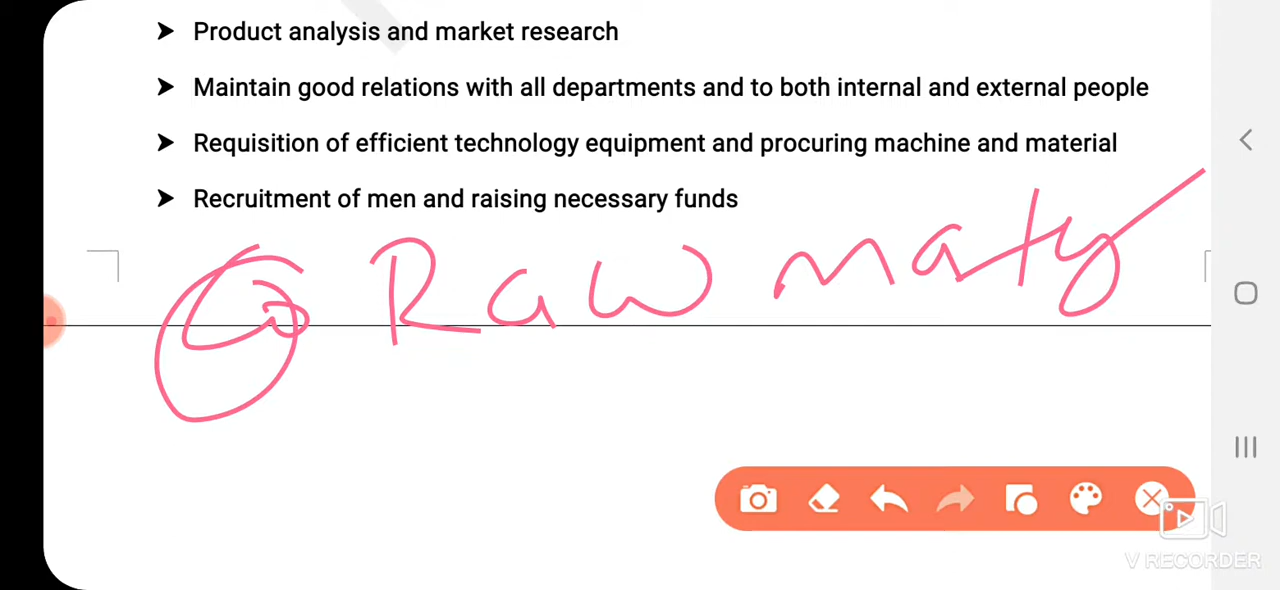 ➤ Product analysis and market research
➤ Maintain good relations with all departments and to both internal and external people
➤ Requisition of efficient technology equipment and procuring machine and material
➤ Recruitment of men and raising necessary funds
Raw
V RECORDER